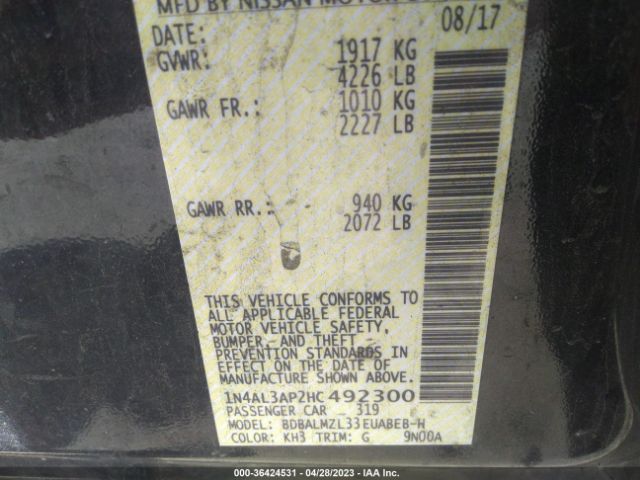 MFD BY NISSAN MOTOR
DATE: 08/17
GVWR: 1917 KG
4226 LB
GAWR FR.: 1010 KG
2227 LB
GAWR RR.: 940 KG
2072 LB
THIS VEHICLE CONFORMS TO
ALL APPLICABLE FEDERAL
MOTOR VEHICLE SAFETY,
BUMPER, AND THEFT
PREVENTION STANDARDS IN
EFFECT ON THE DATE OF
MANUFACTURE SHOWN ABOVE.
1N4AL3AP2HC492300
PASSENGER CAR 319
MODEL: BDBALMZL33EUABEB-H
COLOR: KH3 TRIM: G 9N00A
000-36424531 - 04/28/2023 - IAA Inc.